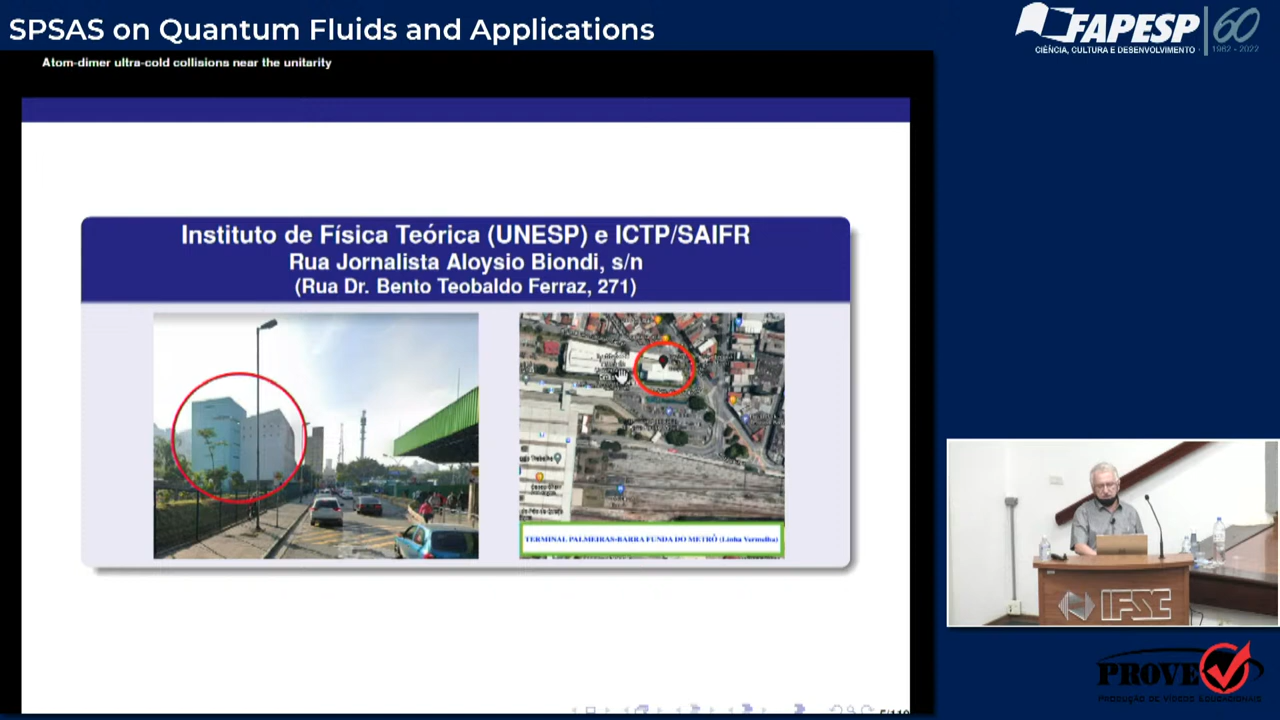 SPSAS on Quantum Fluids and Applications
FAPESP 60
CIÊNCIA, CULTURA E DESENVOLVIMENTO
1962 - 2022
Atom-dimer ultra-cold collisions near the unitarity
Instituto de Física Teórica (UNESP) e ICTP/SAIFR
Rua Jornalista Aloysio Biondi, s/n
(Rua Dr. Bento Teobaldo Ferraz, 271)
TERMINAL PALMEIRAS-BARRA FUNDA DO METRÔ (Linha Vermelha)
IFSC
PROVE
PRODUÇÃO DE VÍDEOS EDUCACIONAIS